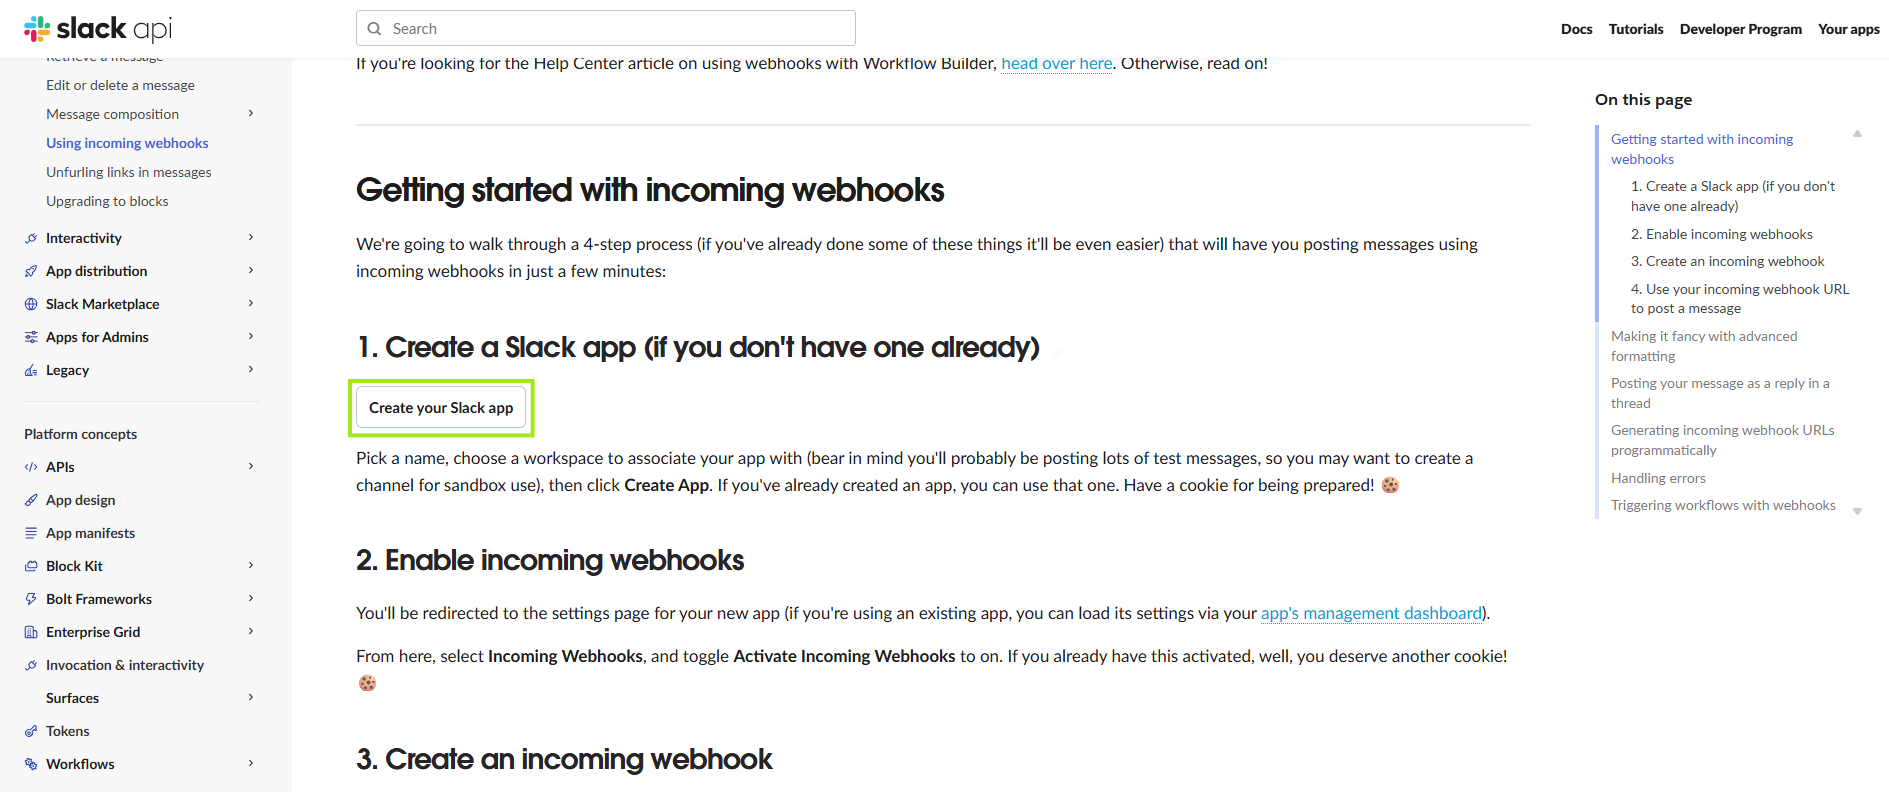 slack api
Search
Docs
Tutorials
Developer Program
Your apps
Retrieve a message
Edit or delete a message
Message composition
Using incoming webhooks
Unfurling links in messages
Upgrading to blocks
Interactivity
App distribution
Slack Marketplace
Apps for Admins
Legacy
Platform concepts
APIs
App design
App manifests
Block Kit
Bolt Frameworks
Enterprise Grid
Invocation & interactivity
Surfaces
Tokens
Workflows
If you're looking for the Help Center article on using webhooks with Workflow Builder, head over here. Otherwise, read on!
Getting started with incoming webhooks
We're going to walk through a 4-step process (if you've already done some of these things it'll be even easier) that will have you posting messages using
incoming webhooks in just a few minutes:
1. Create a Slack app (if you don't have one already)
Create your Slack app
Pick a name, choose a workspace to associate your app with (bear in mind you'll probably be posting lots of test messages, so you may want to create a
channel for sandbox use), then click Create App. If you've already created an app, you can use that one. Have a cookie for being prepared! 🍪
2. Enable incoming webhooks
You'll be redirected to the settings page for your new app (if you're using an existing app, you can load its settings via your app's management dashboard).
From here, select Incoming Webhooks, and toggle Activate Incoming Webhooks to on. If you already have this activated, well, you deserve another cookie!
🍪
3. Create an incoming webhook
On this page
Getting started with incoming
webhooks
1. Create a Slack app (if you don't
have one already)
2. Enable incoming webhooks
3. Create an incoming webhook
4. Use your incoming webhook URL
to post a message
Making it fancy with advanced
formatting
Posting your message as a reply in a
thread
Generating incoming webhook URLs
programmatically
Handling errors
Triggering workflows with webhooks